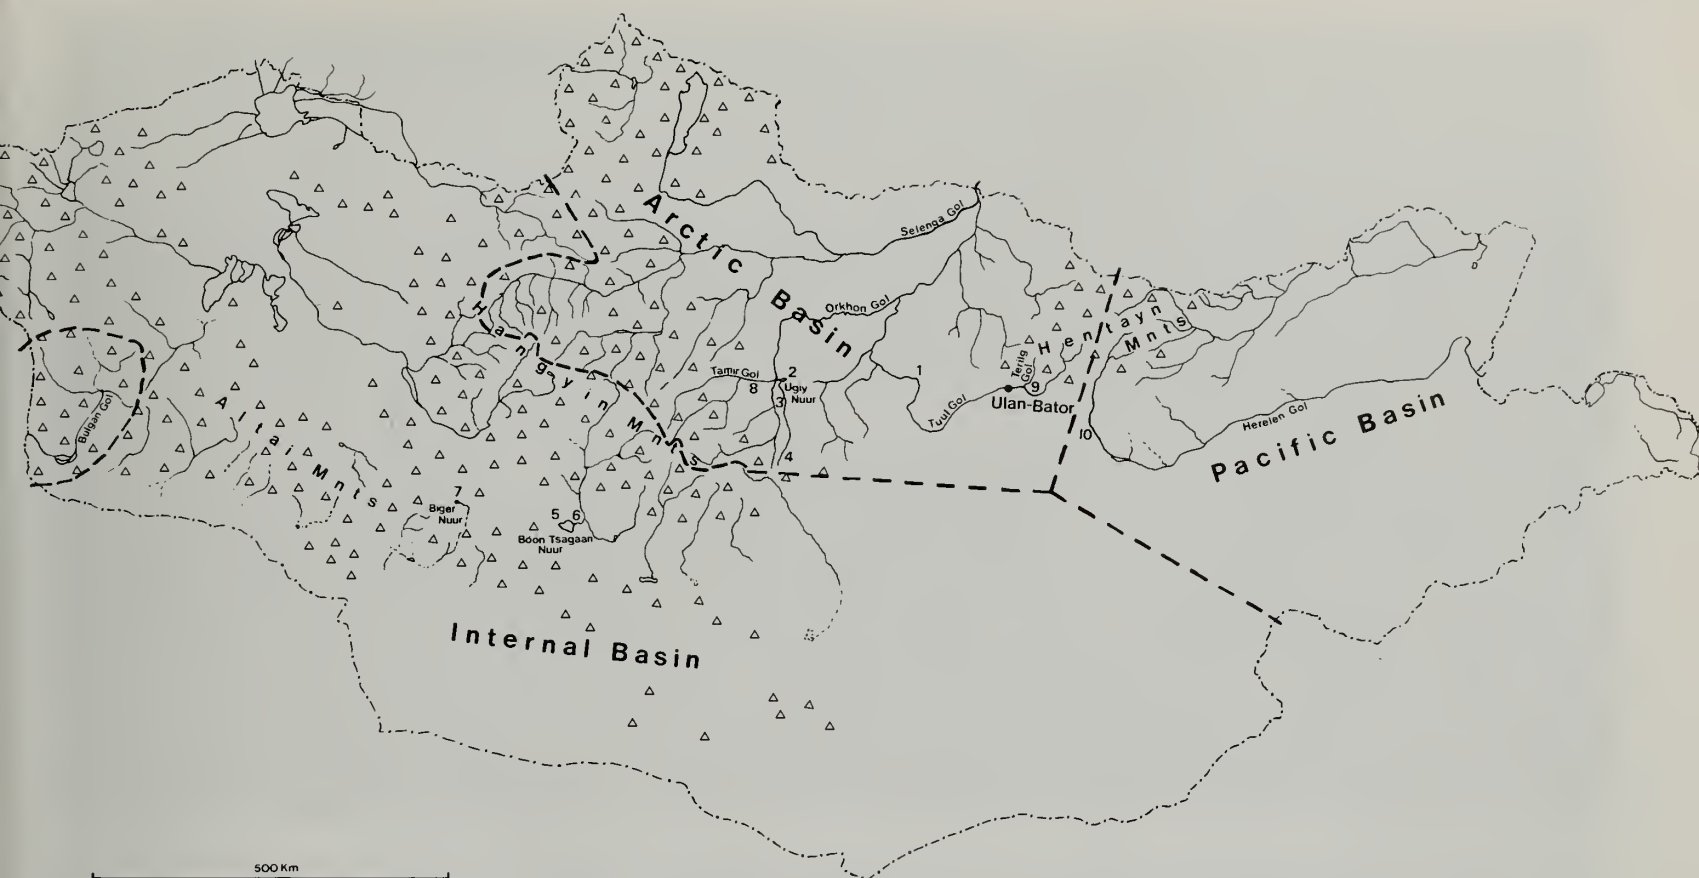 Arctic Basin
Selenga Gol
Orkhon Gol
Hangayin Mnts
Hentayn
Mnts
Terilg
Gol
Tamir Gol
8
2
Ugiy
Nuur
3
1
9
Ulan-Bator
Tuul Gol
Bulgan Gol
Altai Mnts
10
Herelen Gol
Pacific Basin
4
7
Biger
Nuur
5 6
Böon Tsagaan
Nuur
Internal Basin
500 Km